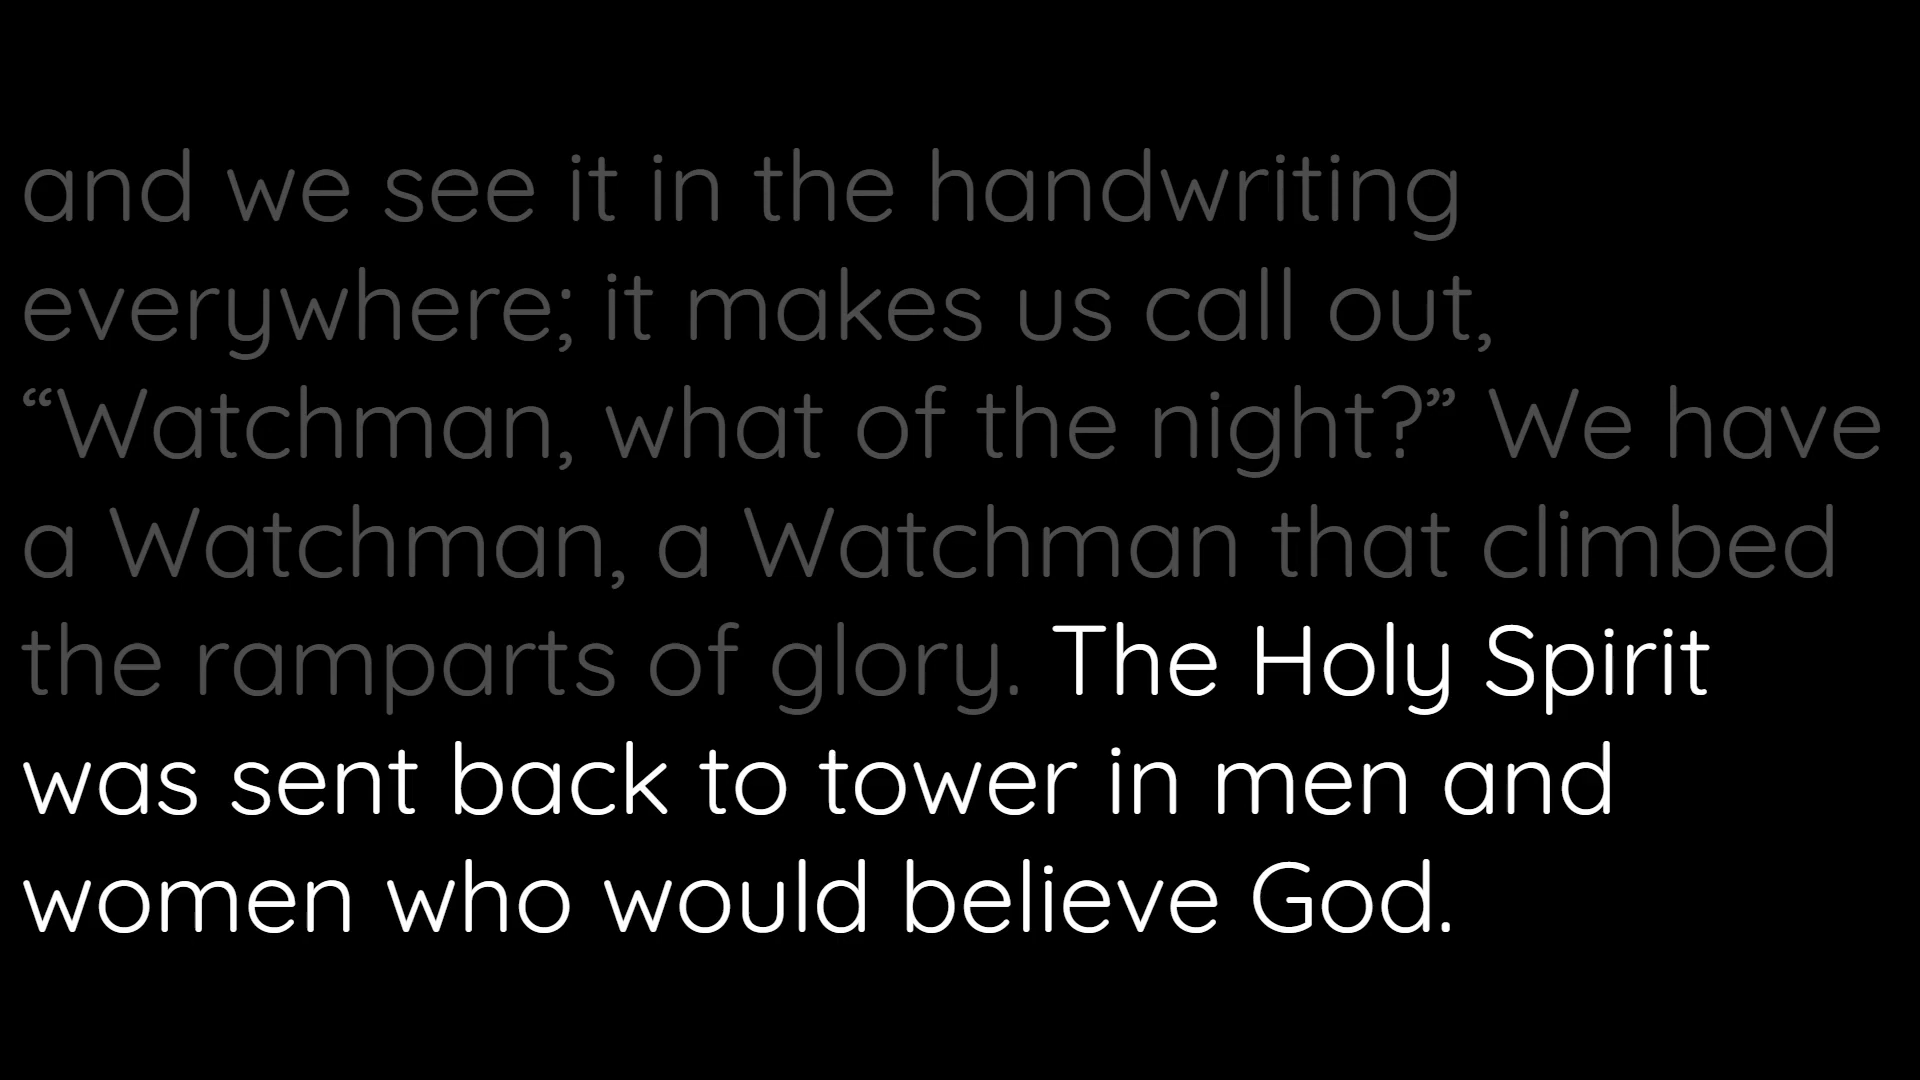 and we see it in the handwriting
everywhere; it makes us call out,
“Watchman, what of the night?” We have
a Watchman, a Watchman that climbed
the ramparts of glory. The Holy Spirit
was sent back to tower in men and
women who would believe God.